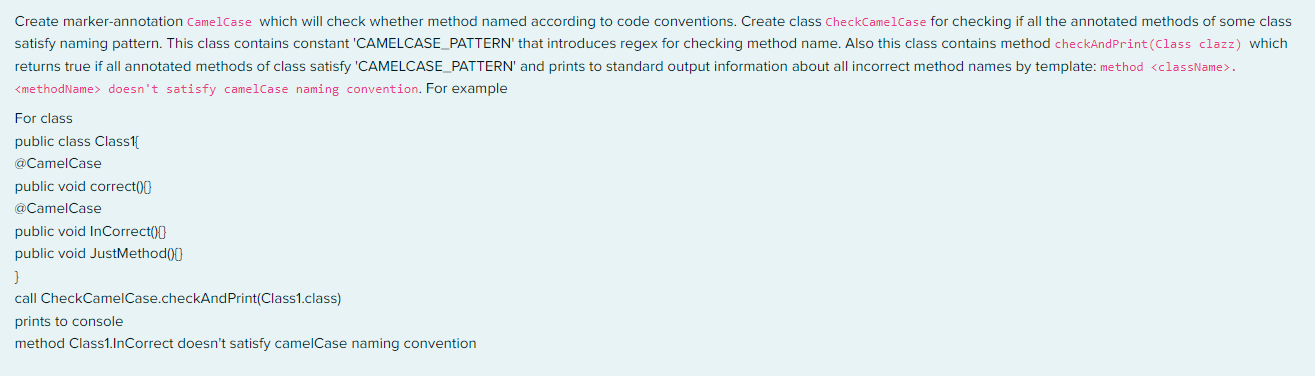 Create marker-annotation CamelCase which will check whether method named according to code conventions. Create class CheckCamelCase for checking if all the annotated methods of some class
satisfy naming pattern. This class contains constant 'CAMELCASE_PATTERN' that introduces regex for checking method name. Also this class contains method checkAndPrint(Class clazz) which
returns true if all annotated methods of class satisfy 'CAMELCASE_PATTERN' and prints to standard output information about all incorrect method names by template: method <className>.
<methodName> doesn't satisfy camelCase naming convention. For example
For class
public class Class1{
@CamelCase
public void correct(){}
@CamelCase
public void InCorrect(){}
public void JustMethod(){}
}
call CheckCamelCase.checkAndPrint(Class1.class)
prints to console
method Class1.InCorrect doesn't satisfy camelCase naming convention